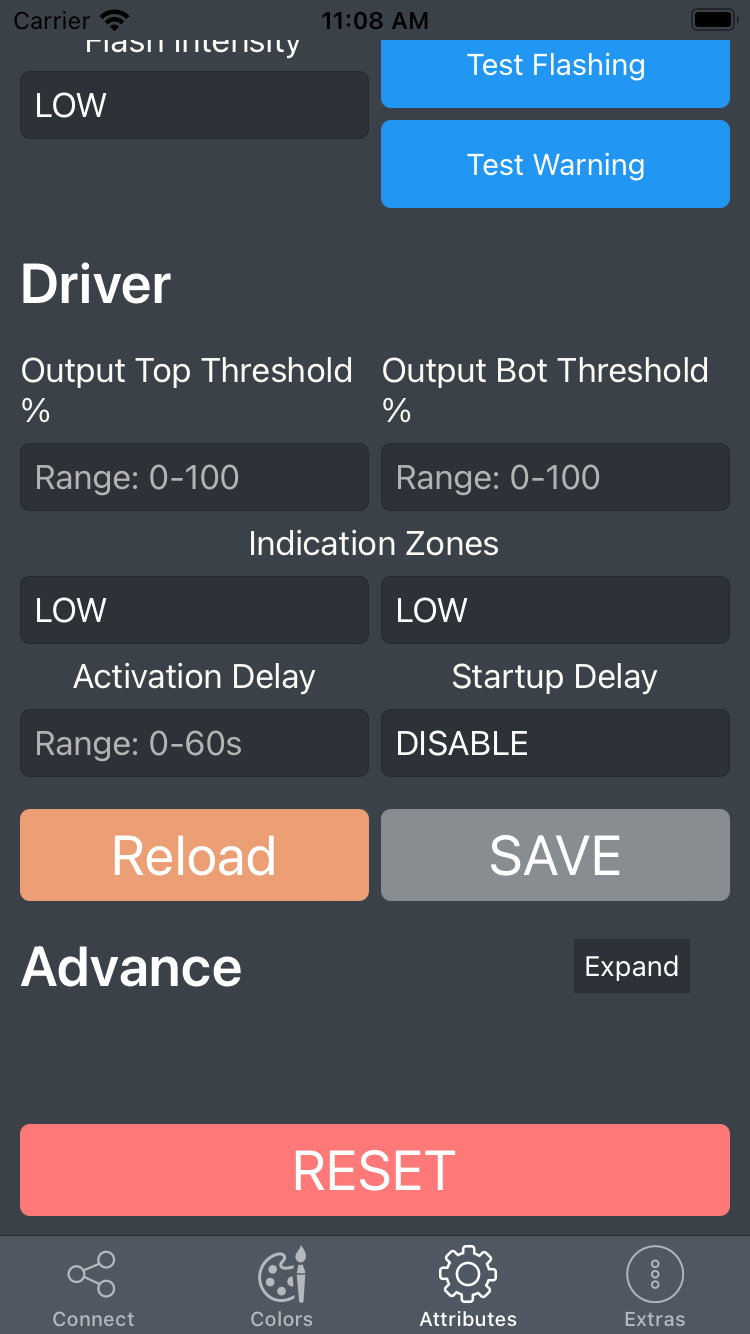 Carrier 11:08 AM
Flash Intensity
LOW
Test Flashing
Test Warning
Driver
Output Top Threshold
%
Output Bot Threshold
%
Range: 0-100
Range: 0-100
Indication Zones
LOW
LOW
Activation Delay
Startup Delay
Range: 0-60s
DISABLE
Reload
SAVE
Advance
Expand
RESET
Connect
Colors
Attributes
Extras